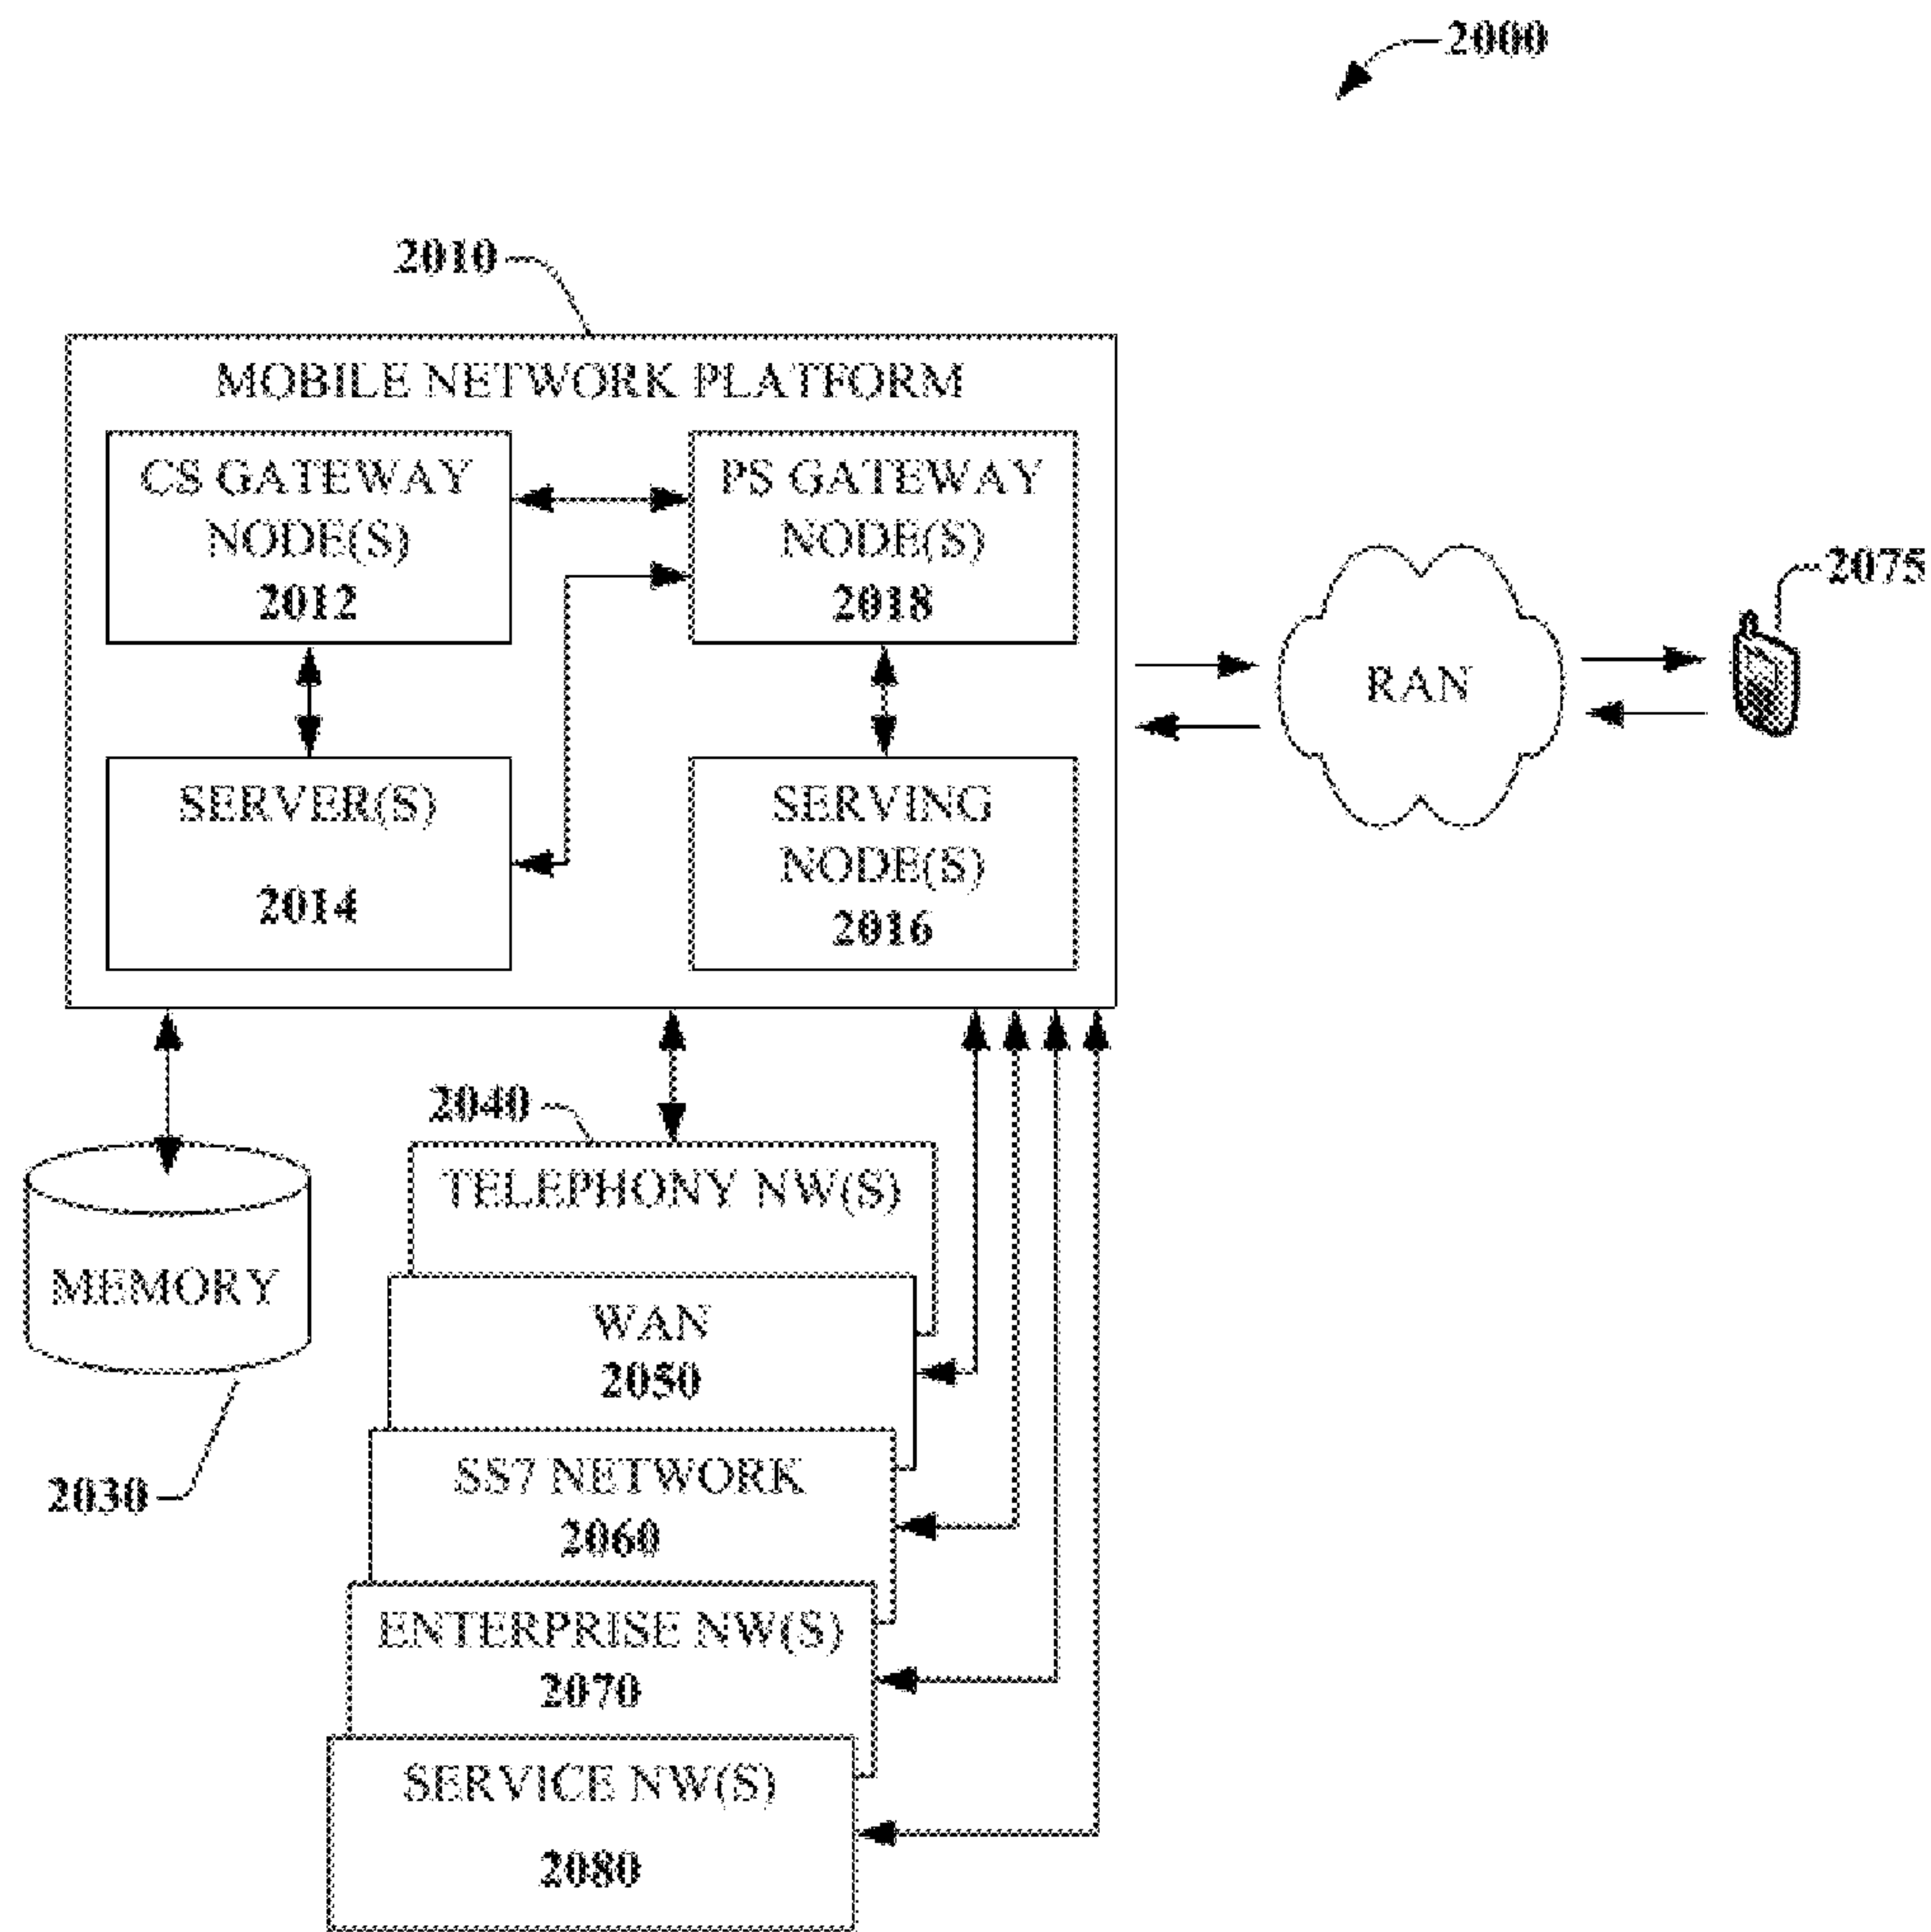 2000
2010
MOBILE NETWORK PLATFORM
CS GATEWAY
NODE(S)
2012
PS GATEWAY
NODE(S)
2018
SERVER(S)
2014
SERVING
NODE(S)
2016
RAN
2075
2040
TELEPHONY NW(S)
MEMORY
2030
WAN
2050
SS7 NETWORK
2060
ENTERPRISE NW(S)
2070
SERVICE NW(S)
2080